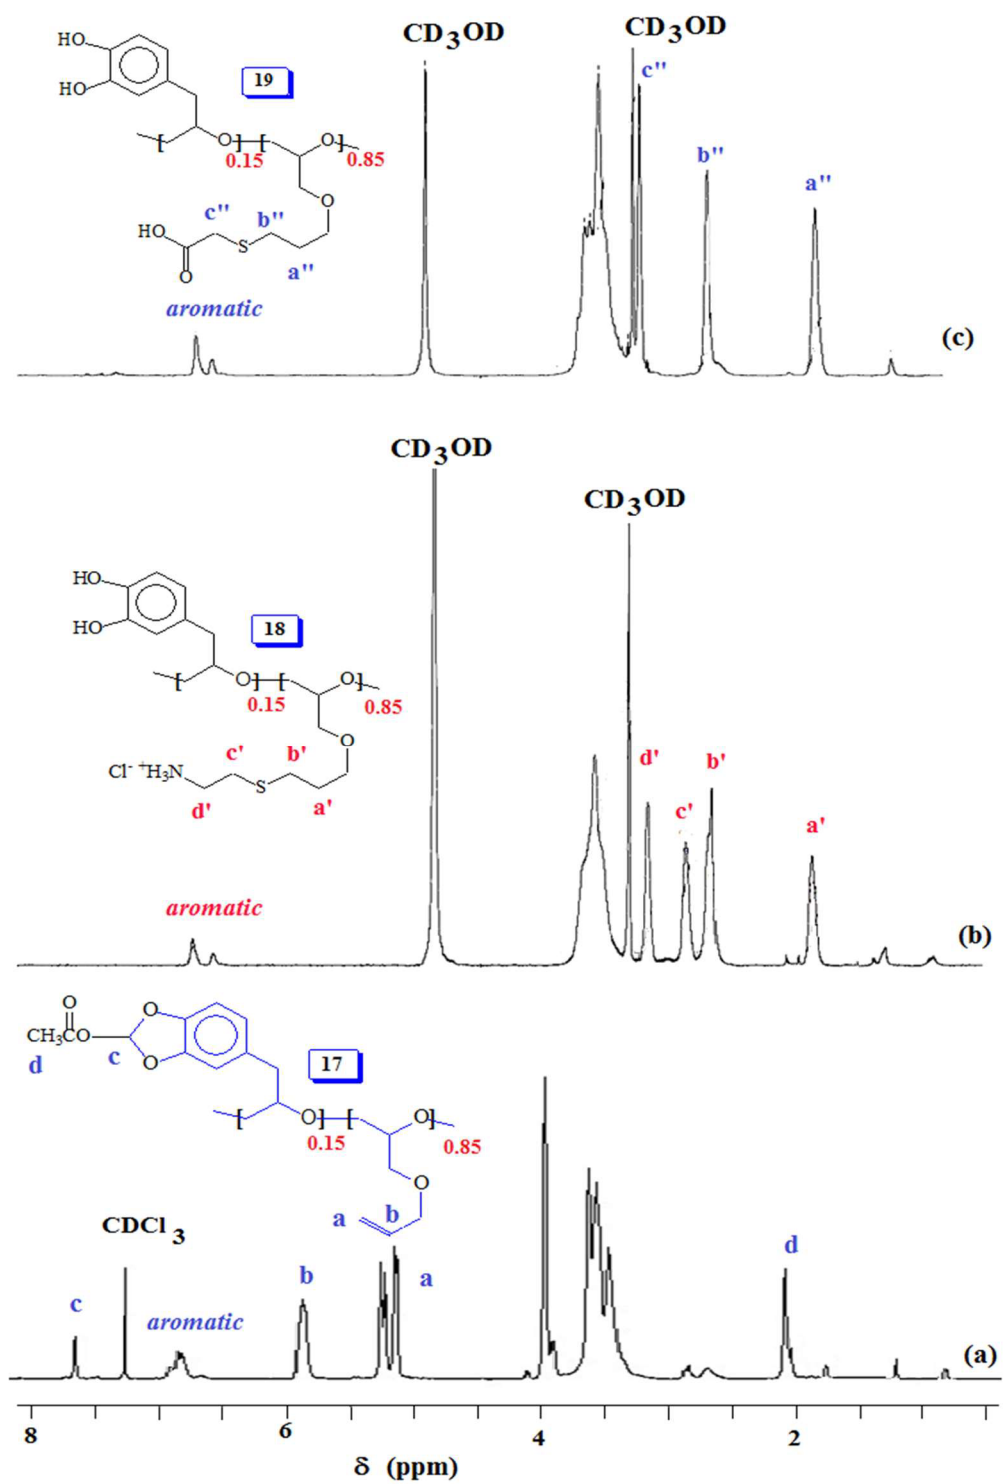 CD3OD
CD3OD
HO
HO
19
c''
O
O
0.15
0.85
b''
a''
O
c''
b''
HO
S
O
a''
aromatic
(c)
CD3OD
CD3OD
HO
HO
18
O
O
0.15
0.85
O
c'
b'
Cl- +H3N
S
d'
a'
d'
b'
c'
a'
aromatic
(b)
O
O
CH3CO
O
d
c
17
O
O
0.15
0.85
O
a
b
CDCl3
c
aromatic
b
a
d
(a)
8
6
4
2
δ (ppm)